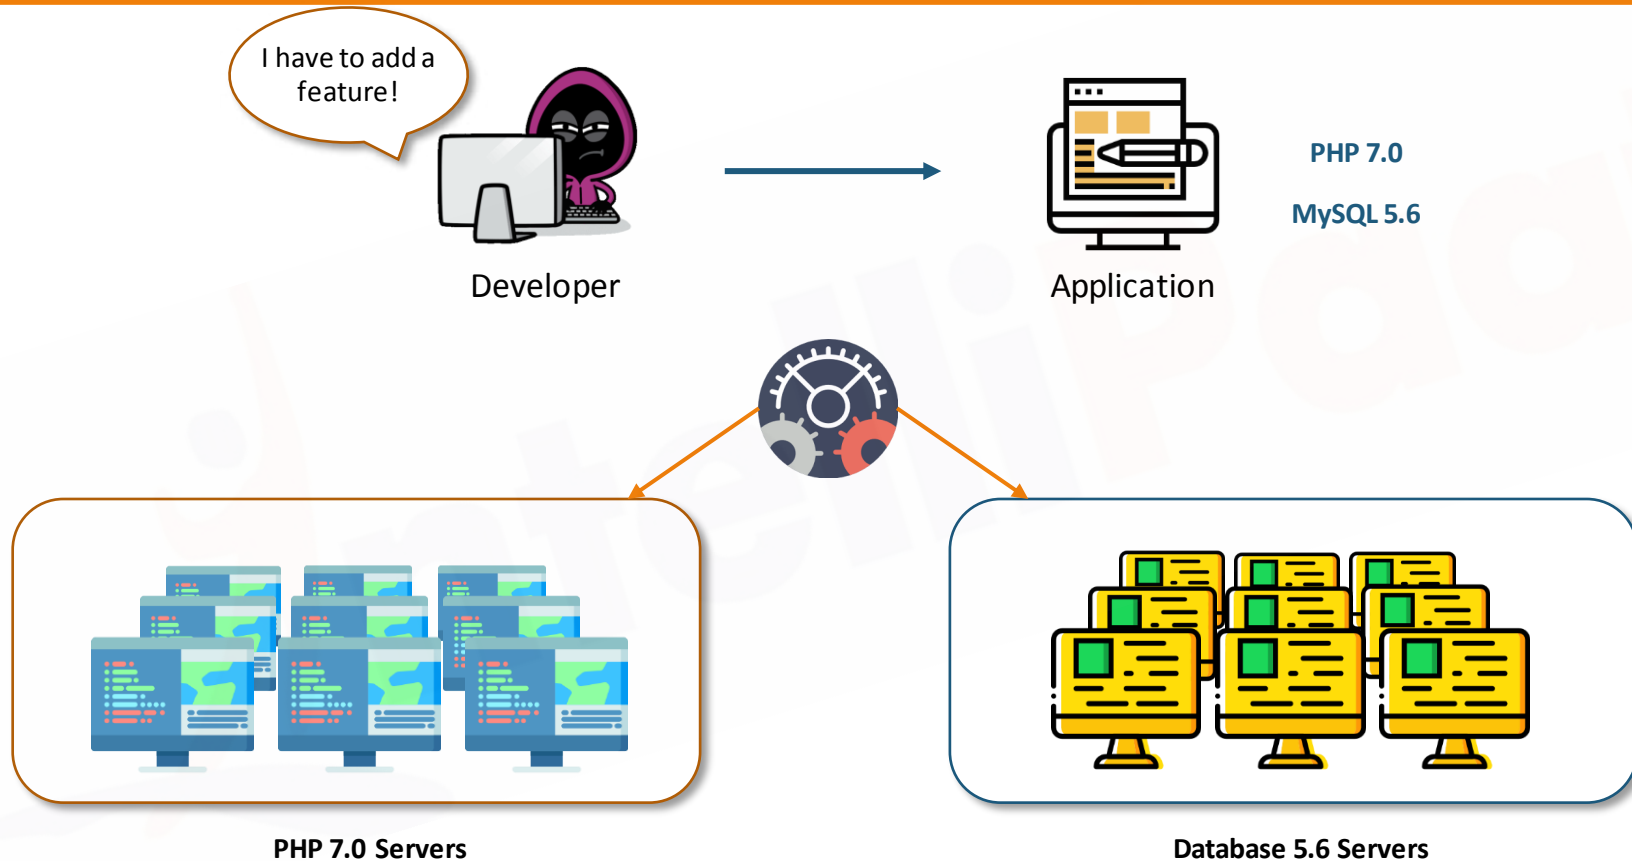 I have to add a
feature!
PHP 7.0
MySQL 5.6
Developer
Application
PHP 7.0 Servers
Database 5.6 Servers